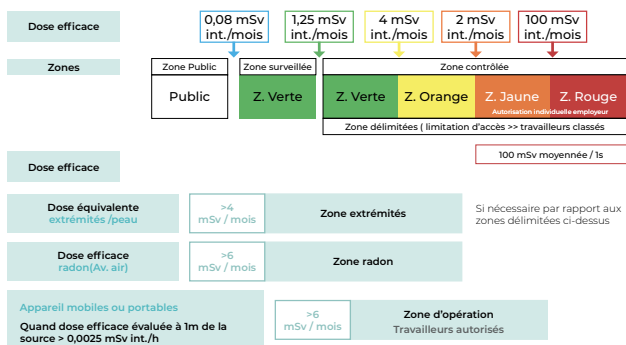 Dose efficace
0,08 mSv
int./mois
1,25 mSv
int./mois
4 mSv
int./mois
2 mSv
int./mois
100 mSv
int./mois
Zones
Zone Public
Zone surveillée
Zone contrôlée
Public
Z. Verte
Z. Verte
Z. Orange
Z. Jaune
Z. Rouge
Autorisation individuelle employeur
Zone délimitées ( limitation d'accès >> travailleurs classés
Dose efficace
100 mSv moyennée / 1s
Dose équivalente
extrémités /peau
>4
mSv / mois
Zone extrémités
Si nécessaire par rapport aux
zones délimitées ci-dessus
Dose efficace
radon(Av. air)
>6
mSv / mois
Zone radon
Appareil mobiles ou portables
Quand dose efficace évaluée à 1m de la
source > 0,0025 mSv int./h
>6
mSv / mois
Zone d'opération
Travailleurs autorisés